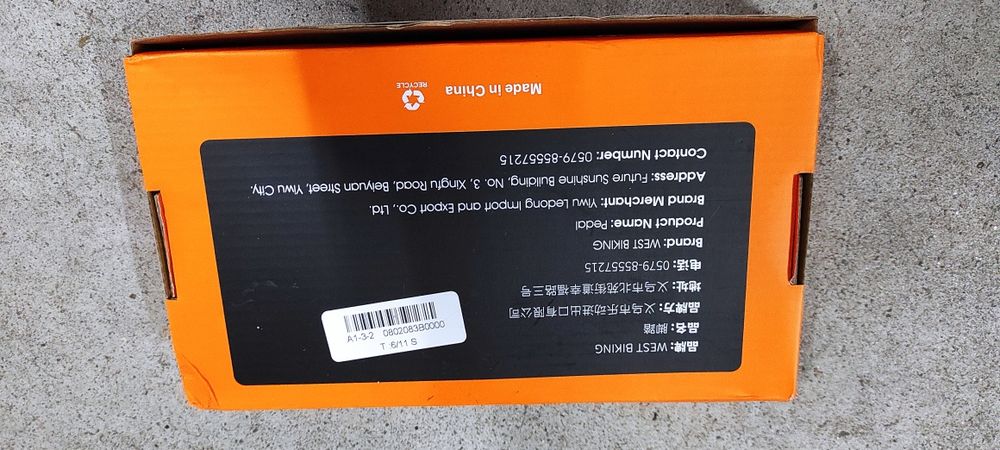 品牌：WEST BIKING
品名：脚踏
品牌方：义乌市乐动进出口有限公司
地址：义乌市北苑街道幸福路三号
电话：0579-85557215
Brand: WEST BIKING
Product Name: Pedal
Brand Merchant: Yiwu Ledong Import and Export Co., Ltd.
Address: Future Sunshine Building, No. 3, Xingfu Road, Beiyuan Street, Yiwu City.
Contact Number: 0579-85557215
A1-3-2 0802083B0000
T :6/11 S
Made in China
RECYCLE